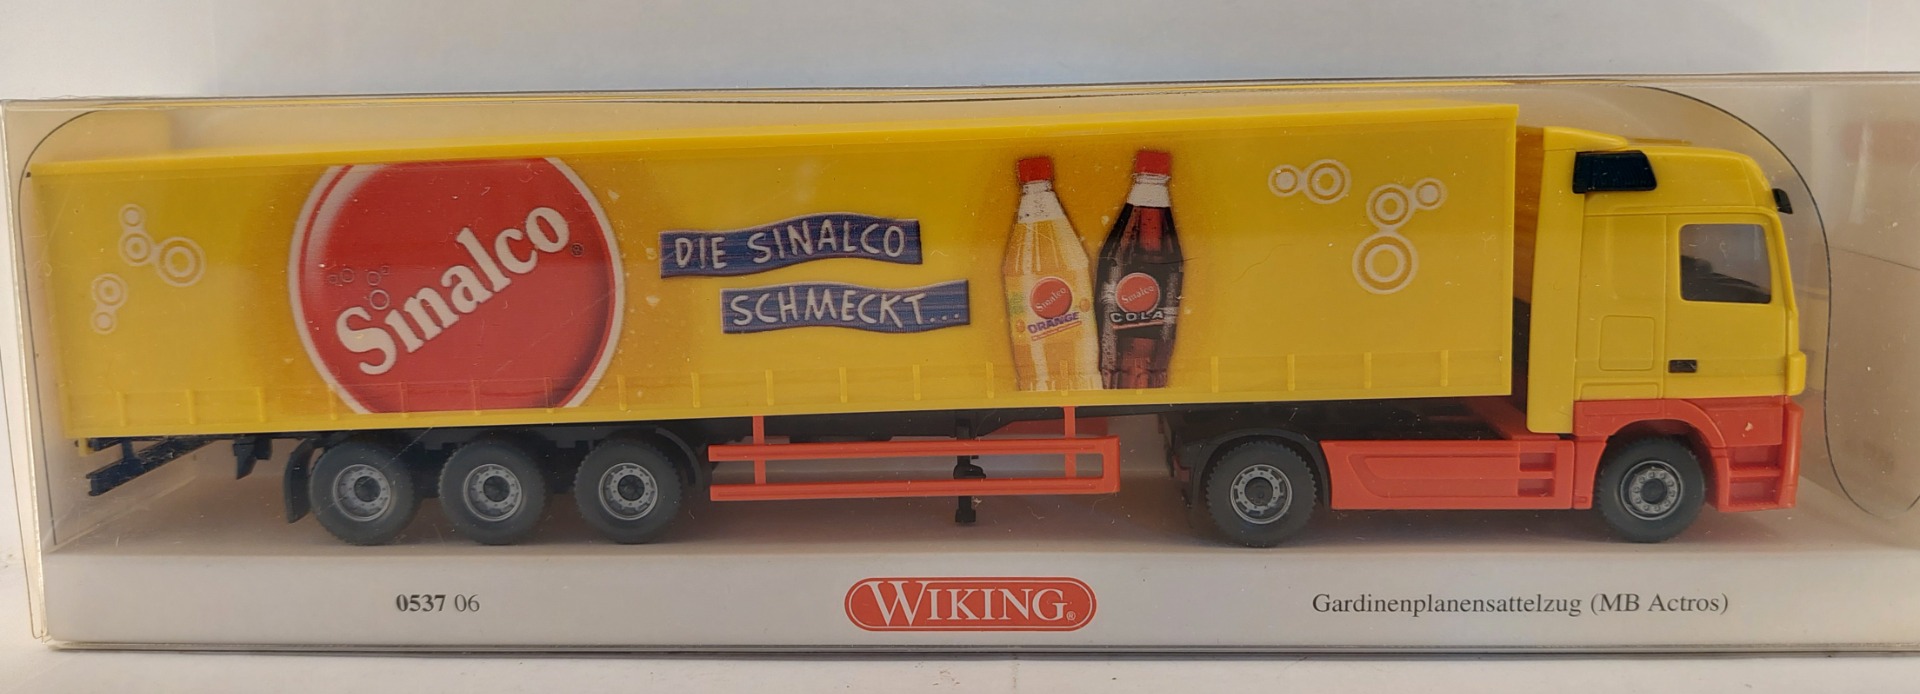 Sinalco®
DIE SINALCO
SCHMECKT...
Sinalco
ORANGE
Sinalco
COLA
0537 06
WIKING®
Gardinenplanensattelzug (MB Actros)